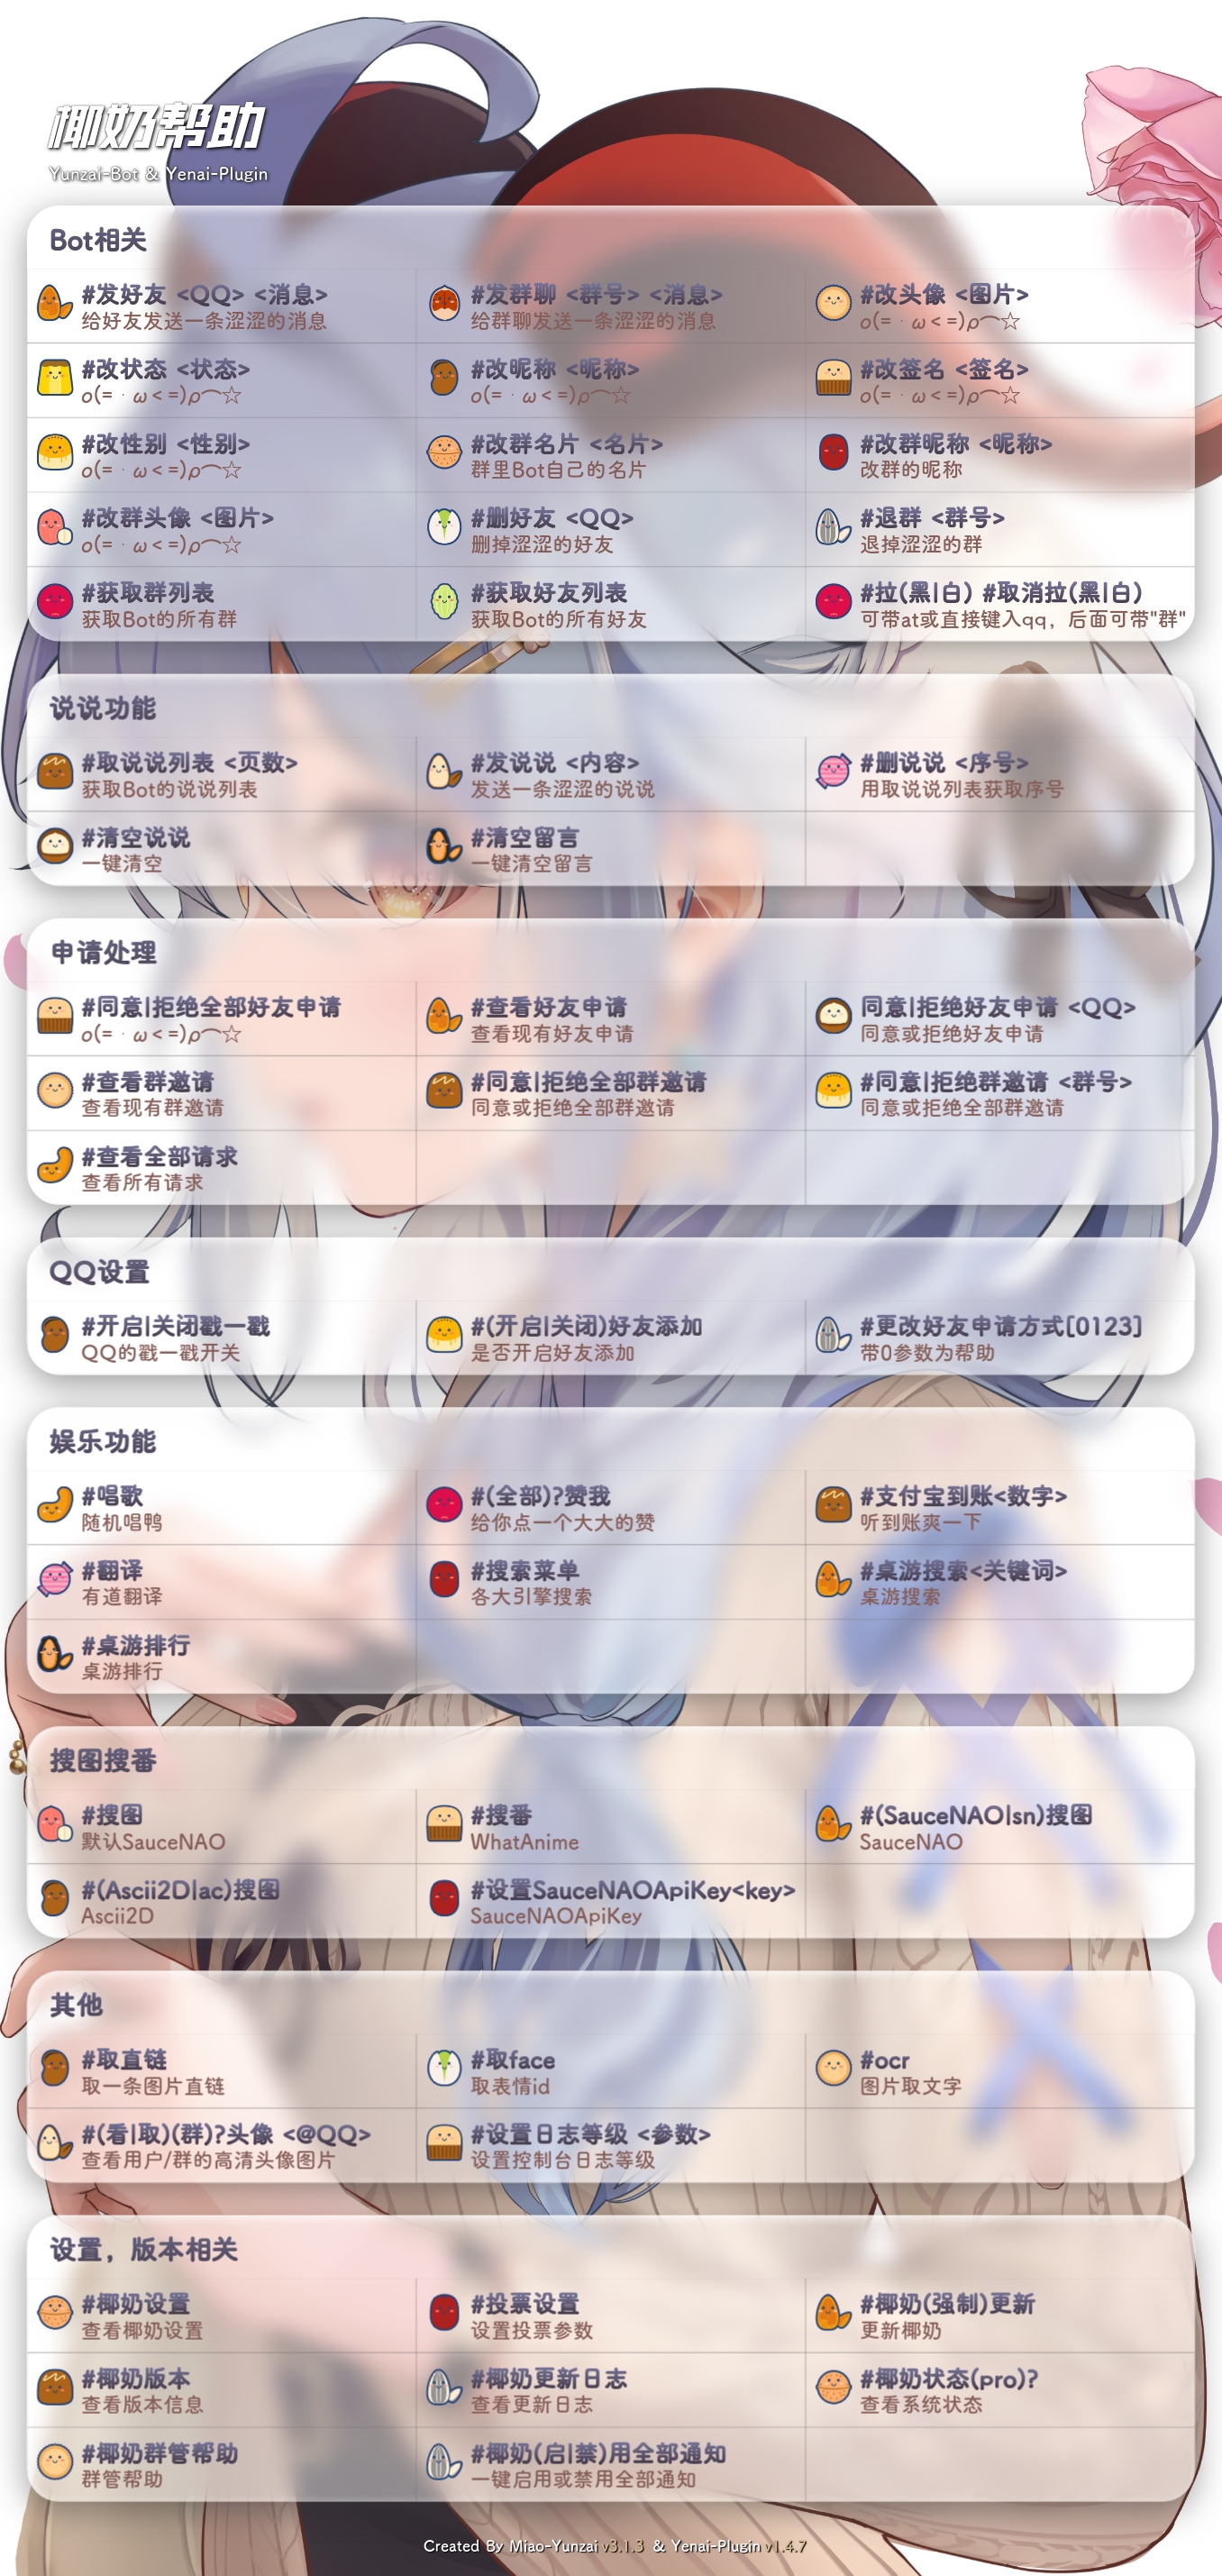 椰奶帮助
Yunzai-Bot & Yenai-Plugin
Bot相关
#发好友 <QQ> <消息>
给好友发送一条涩涩的消息
#发群聊 <群号> <消息>
给群聊发送一条涩涩的消息
#改头像 <图片>
o(=·ω<=)ρ⌒☆
#改状态 <状态>
o(=·ω<=)ρ⌒☆
#改昵称 <昵称>
o(=·ω<=)ρ⌒☆
#改签名 <签名>
o(=·ω<=)ρ⌒☆
#改性别 <性别>
o(=·ω<=)ρ⌒☆
#改群名片 <名片>
群里Bot自己的名片
#改群昵称 <昵称>
改群的昵称
#改群头像 <图片>
o(=·ω<=)ρ⌒☆
#删好友 <QQ>
删掉涩涩的好友
#退群 <群号>
退掉涩涩的群
#获取群列表
获取Bot的所有群
#获取好友列表
获取Bot的所有好友
#拉(黑|白) #取消拉(黑|白)
可带at或直接键入qq，后面可带"群"
说说功能
#取说说列表 <页数>
获取Bot的说说列表
#发说说 <内容>
发送一条涩涩的说说
#删说说 <序号>
用取说说列表获取序号
#清空说说
一键清空
#清空留言
一键清空留言
申请处理
#同意|拒绝全部好友申请
o(=·ω<=)ρ⌒☆
#查看好友申请
查看现有好友申请
同意|拒绝好友申请 <QQ>
同意或拒绝好友申请
#查看群邀请
查看现有群邀请
#同意|拒绝全部群邀请
同意或拒绝全部群邀请
#同意|拒绝群邀请 <群号>
同意或拒绝全部群邀请
#查看全部请求
查看所有请求
QQ设置
#开启|关闭戳一戳
QQ的戳一戳开关
#(开启|关闭)好友添加
是否开启好友添加
#更改好友申请方式[0123]
带0参数为帮助
娱乐功能
#唱歌
随机唱鸭
#(全部)?赞我
给你点一个大大的赞
#支付宝到账<数字>
听到账爽一下
#翻译
有道翻译
#搜索菜单
各大引擎搜索
#桌游搜索<关键词>
桌游搜索
#桌游排行
桌游排行
搜图搜番
#搜图
默认SauceNAO
#搜番
WhatAnime
#(SauceNAO|sn)搜图
SauceNAO
#(Ascii2D|ac)搜图
Ascii2D
#设置SauceNAOApiKey<key>
SauceNAOApiKey
其他
#取直链
取一条图片直链
#取face
取表情id
#ocr
图片取文字
#(看|取)(群)?头像 <@QQ>
查看用户/群的高清头像图片
#设置日志等级 <参数>
设置控制台日志等级
设置，版本相关
#椰奶设置
查看椰奶设置
#投票设置
设置投票参数
#椰奶(强制)更新
更新椰奶
#椰奶版本
查看版本信息
#椰奶更新日志
查看更新日志
#椰奶状态(pro)?
查看系统状态
#椰奶群管帮助
群管帮助
#椰奶(启|禁)用全部通知
一键启用或禁用全部通知
Created By Miao-Yunzai v3.1.3 & Yenai-Plugin v1.4.7